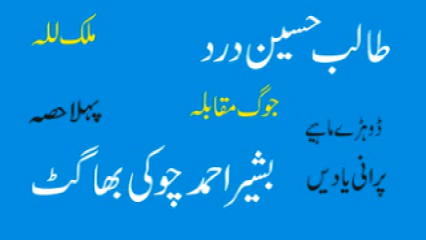 ملک للہ
طالب حسین درد
جوگ مقابلہ
پہلا حصہ
ڈوہڑے ماہیے
پرانی یادیں
بشیر احمد چوکی بھاگٹ